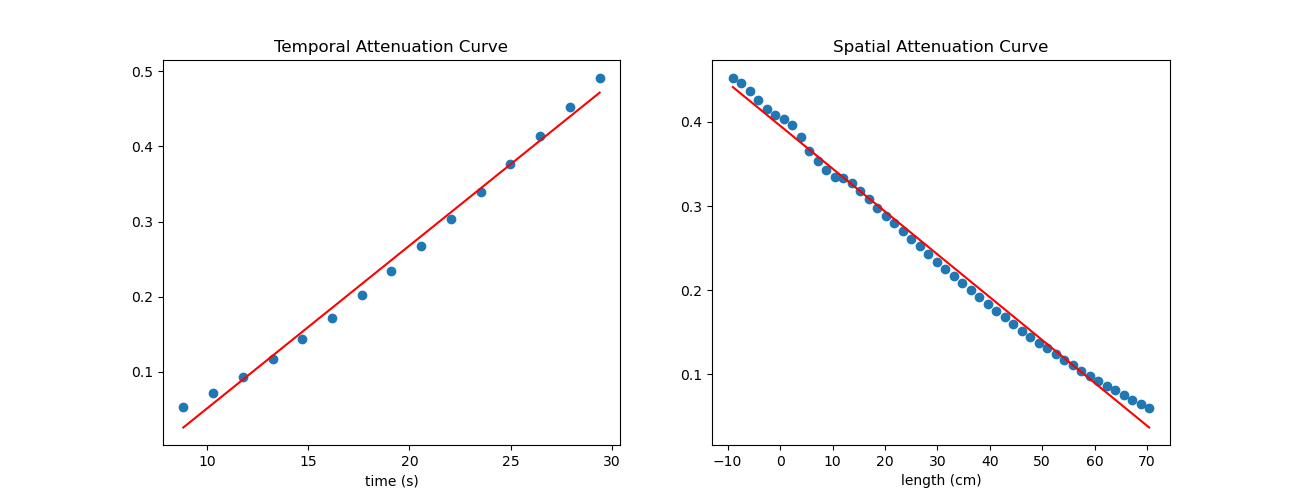 Temporal Attenuation Curve
0.5
0.4
0.3
0.2
0.1
10 15 20 25 30
time (s)
Spatial Attenuation Curve
0.4
0.3
0.2
0.1
−10 0 10 20 30 40 50 60 70
length (cm)